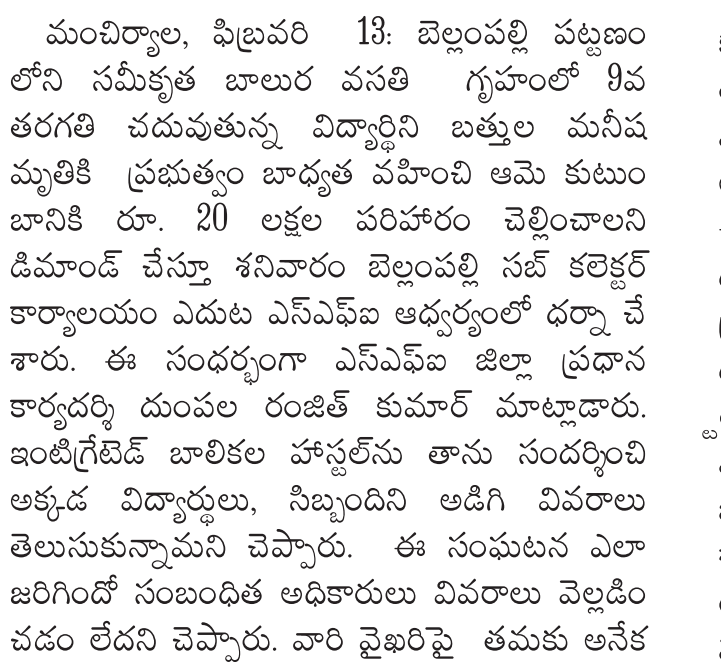 మంచిర్యాల, ఫిబ్రవరి 13: బెల్లంపల్లి పట్టణం
లోని సమీకృత బాలుర వసతి గృహంలో 9వ
తరగతి చదువుతున్న విద్యార్థిని బత్తుల మనీష
మృతికి ప్రభుత్వం బాధ్యత వహించి ఆమె కుటుం
బానికి రూ. 20 లక్షల పరిహారం చెల్లించాలని
డిమాండ్ చేస్తూ శనివారం బెల్లంపల్లి సబ్ కలెక్టర్
కార్యాలయం ఎదుట ఎస్ఎఫ్ఐ ఆధ్వర్యంలో ధర్నా చే
శారు. ఈ సంధర్భంగా ఎస్ఎఫ్ఐ జిల్లా ప్రధాన
కార్యదర్శి దుంపల రంజిత్ కుమార్ మాట్లాడారు.
ఇంటిగ్రేటెడ్ బాలికల హాస్టల్‌ను తాను సందర్శించి
అక్కడ విద్యార్థులు, సిబ్బందిని అడిగి వివరాలు
తెలుసుకున్నామని చెప్పారు. ఈ సంఘటన ఎలా
జరిగిందో సంబంధిత అధికారులు వివరాలు వెల్లడిం
చడం లేదని చెప్పారు. వారి వైఖరిపై తమకు అనేక